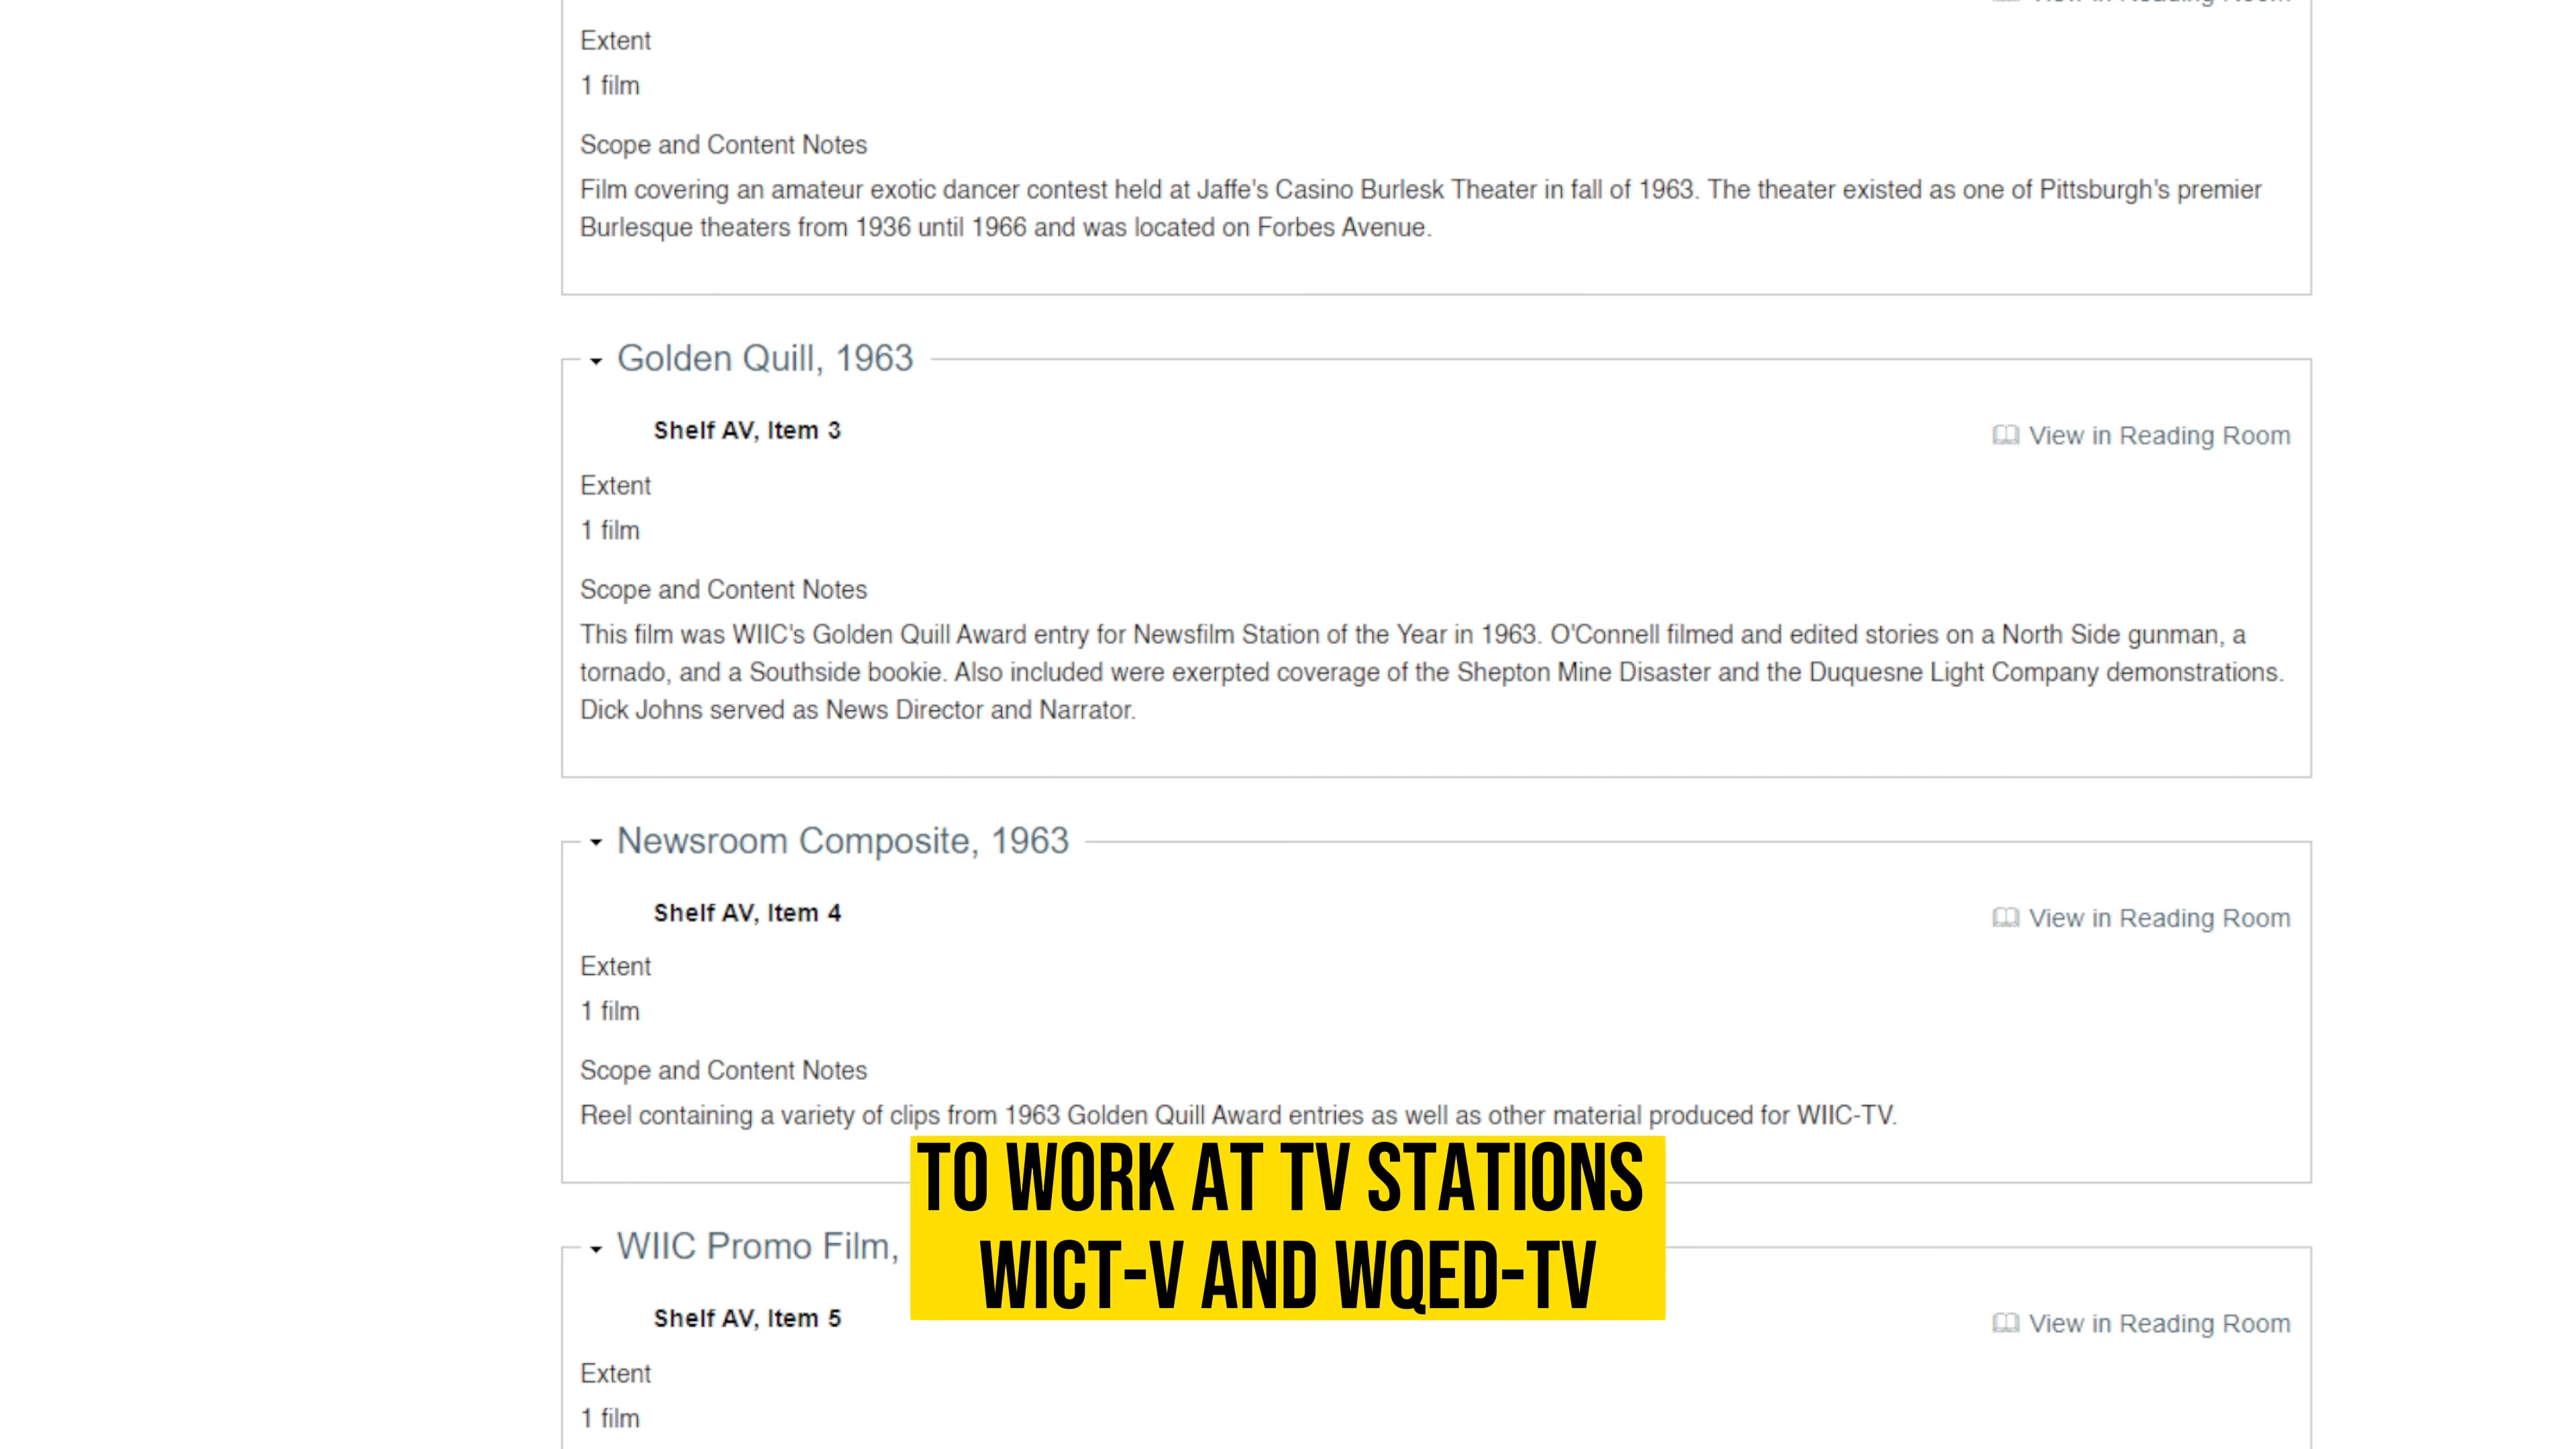 View in Reading Room
Extent
1 film
Scope and Content Notes
Film covering an amateur exotic dancer contest held at Jaffe's Casino Burlesk Theater in fall of 1963. The theater existed as one of Pittsburgh's premier
Burlesque theaters from 1936 until 1966 and was located on Forbes Avenue.
Golden Quill, 1963
Shelf AV, Item 3
View in Reading Room
Extent
1 film
Scope and Content Notes
This film was WIIC's Golden Quill Award entry for Newsfilm Station of the Year in 1963. O'Connell filmed and edited stories on a North Side gunman, a
tornado, and a Southside bookie. Also included were exerpted coverage of the Shepton Mine Disaster and the Duquesne Light Company demonstrations.
Dick Johns served as News Director and Narrator.
Newsroom Composite, 1963
Shelf AV, Item 4
View in Reading Room
Extent
1 film
Scope and Content Notes
Reel containing a variety of clips from 1963 Golden Quill Award entries as well as other material produced for WIIC-TV.
TO WORK AT TV STATIONS
WICT-V AND WQED-TV
WIIC Promo Film,
Shelf AV, Item 5
View in Reading Room
Extent
1 film